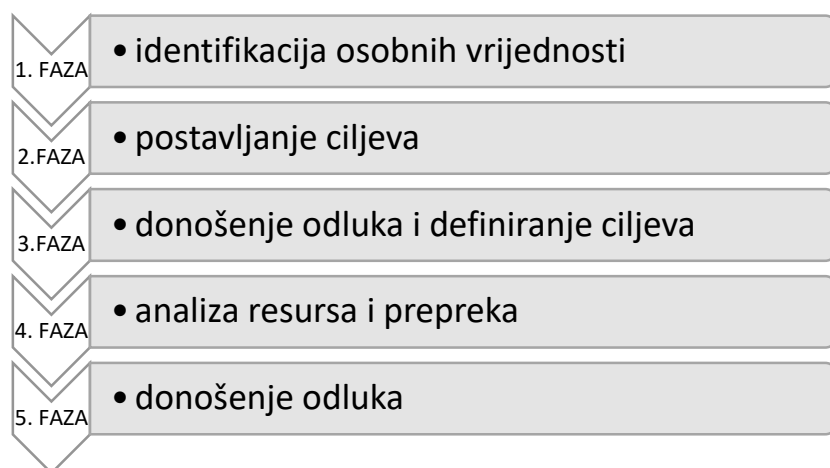 1. FAZA
• identifikacija osobnih vrijednosti
2.FAZA
• postavljanje ciljeva
3.FAZA
• donošenje odluka i definiranje ciljeva
4. FAZA
• analiza resursa i prepreka
5. FAZA
• donošenje odluka